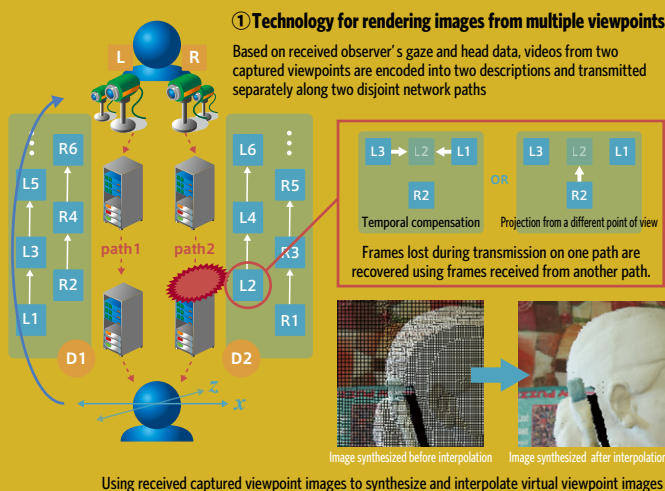 ①Technology for rendering images from multiple viewpoints
Based on received observer's gaze and head data, videos from two
captured viewpoints are encoded into two descriptions and transmitted
separately along two disjoint network paths
L
R
R6
L5
R4
L3
R2
L1
D1
path1
path2
L6
R5
L4
R3
L2
R1
D2
L3
L2
L1
R2
Temporal compensation
OR
L3
L2
L1
R2
Projection from a different point of view
Frames lost during transmission on one path are
recovered using frames received from another path.
z
x
Image synthesized before interpolation
Image synthesized after interpolation
Using received captured viewpoint images to synthesize and interpolate virtual viewpoint images